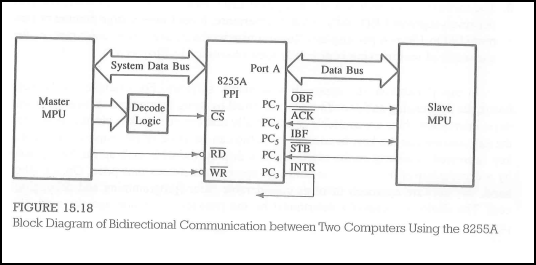 System Data Bus
Port A
Data Bus
8255A
PPI
Master
MPU
Decode
Logic
CS
RD
WR
PC7
PC6
PC5
PC4
PC3
OBF
ACK
IBF
STB
INTR
Slave
MPU
FIGURE 15.18
Block Diagram of Bidirectional Communication between Two Computers Using the 8255A